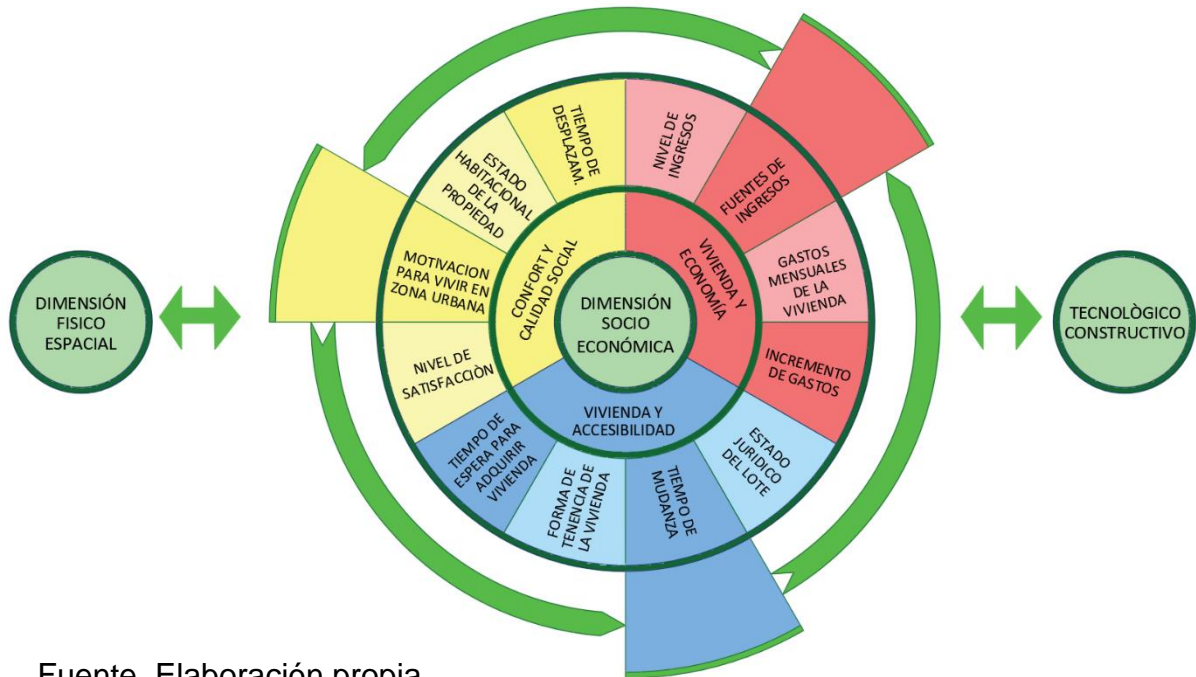 TIEMPO DE
DESPLAZAM.
NIVEL DE
INGRESOS
ESTADO
HABITACIONAL
DE LA
PROPIEDAD
FUENTES DE
INGRESOS
MOTIVACION
PARA VIVIR EN
ZONA URBANA
CONFORT Y
CALIDAD SOCIAL
VIVIENDA Y
ECONOMÍA
GASTOS
MENSUALES
DE LA
VIVIENDA
DIMENSIÓN
FISICO
ESPACIAL
DIMENSIÓN
SOCIO
ECONÓMICA
TECNOLÒGICO
CONSTRUCTIVO
NIVEL DE
SATISFACCIÒN
INCREMENTO
DE GASTOS
VIVIENDA Y
ACCESIBILIDAD
TIEMPO DE
ESPERA PARA
ADQUIRIR
VIVIENDA
FORMA DE
TENENCIA DE
LA VIVIENDA
TIEMPO DE
MUDANZA
ESTADO
JURIDICO
DEL LOTE
Fuente. Elaboración propia